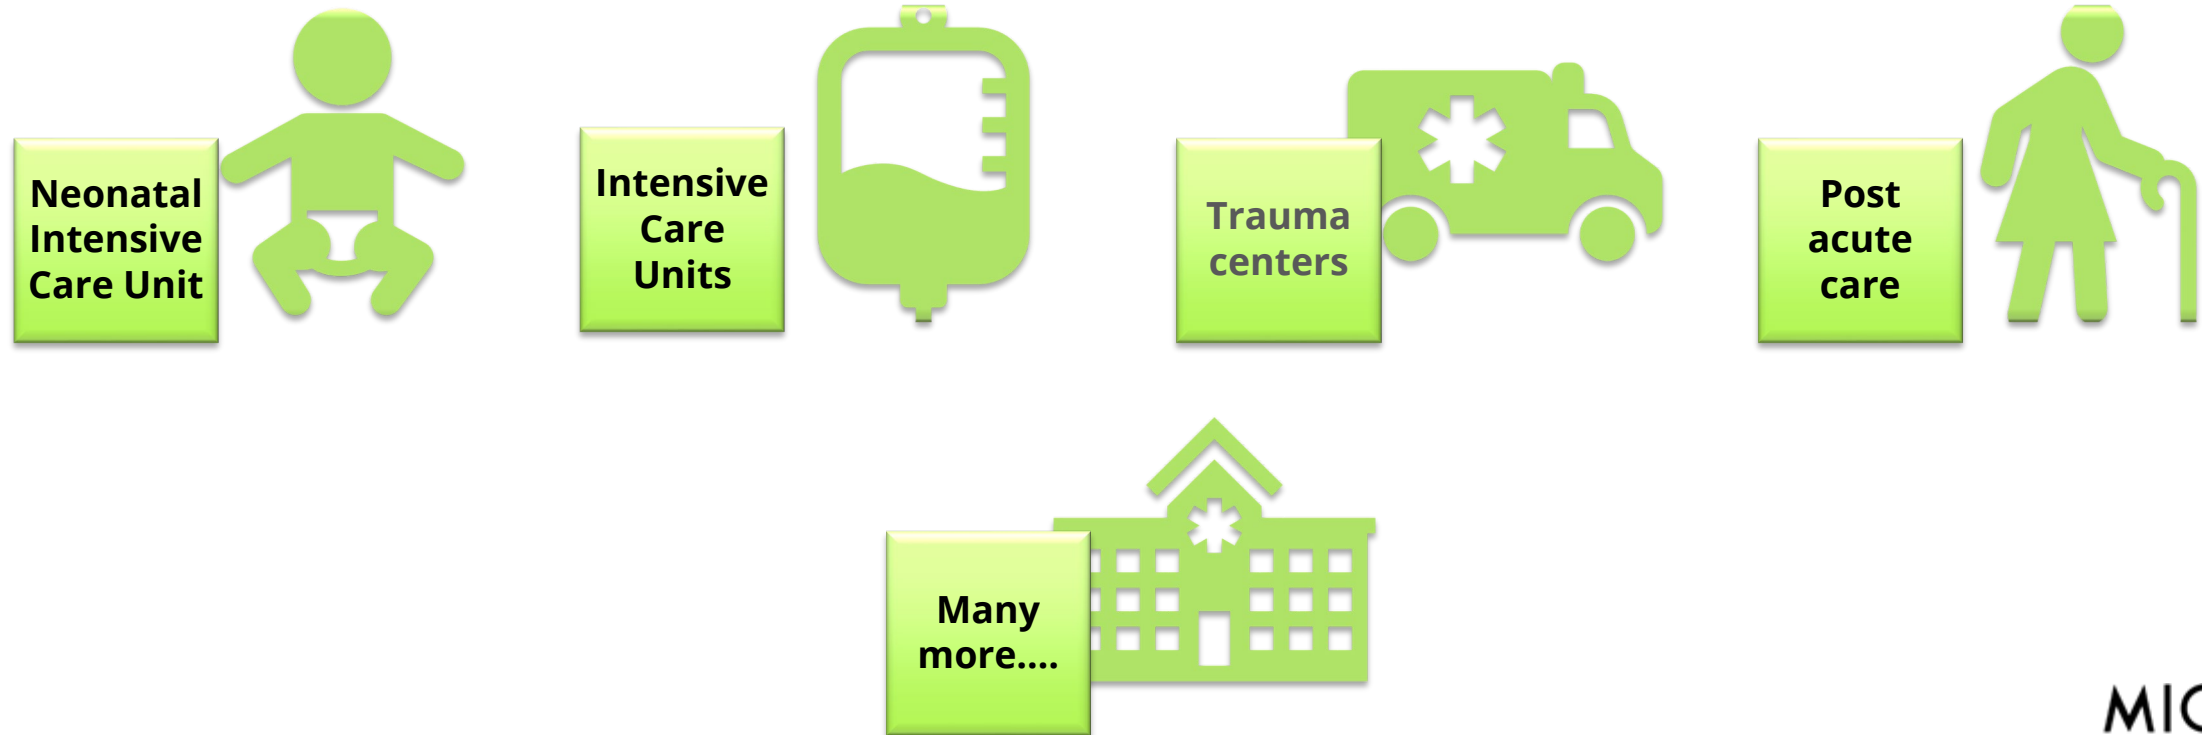 Neonatal
Intensive
Care Unit
Intensive
Care
Units
Trauma
centers
Post
acute
care
Many
more....